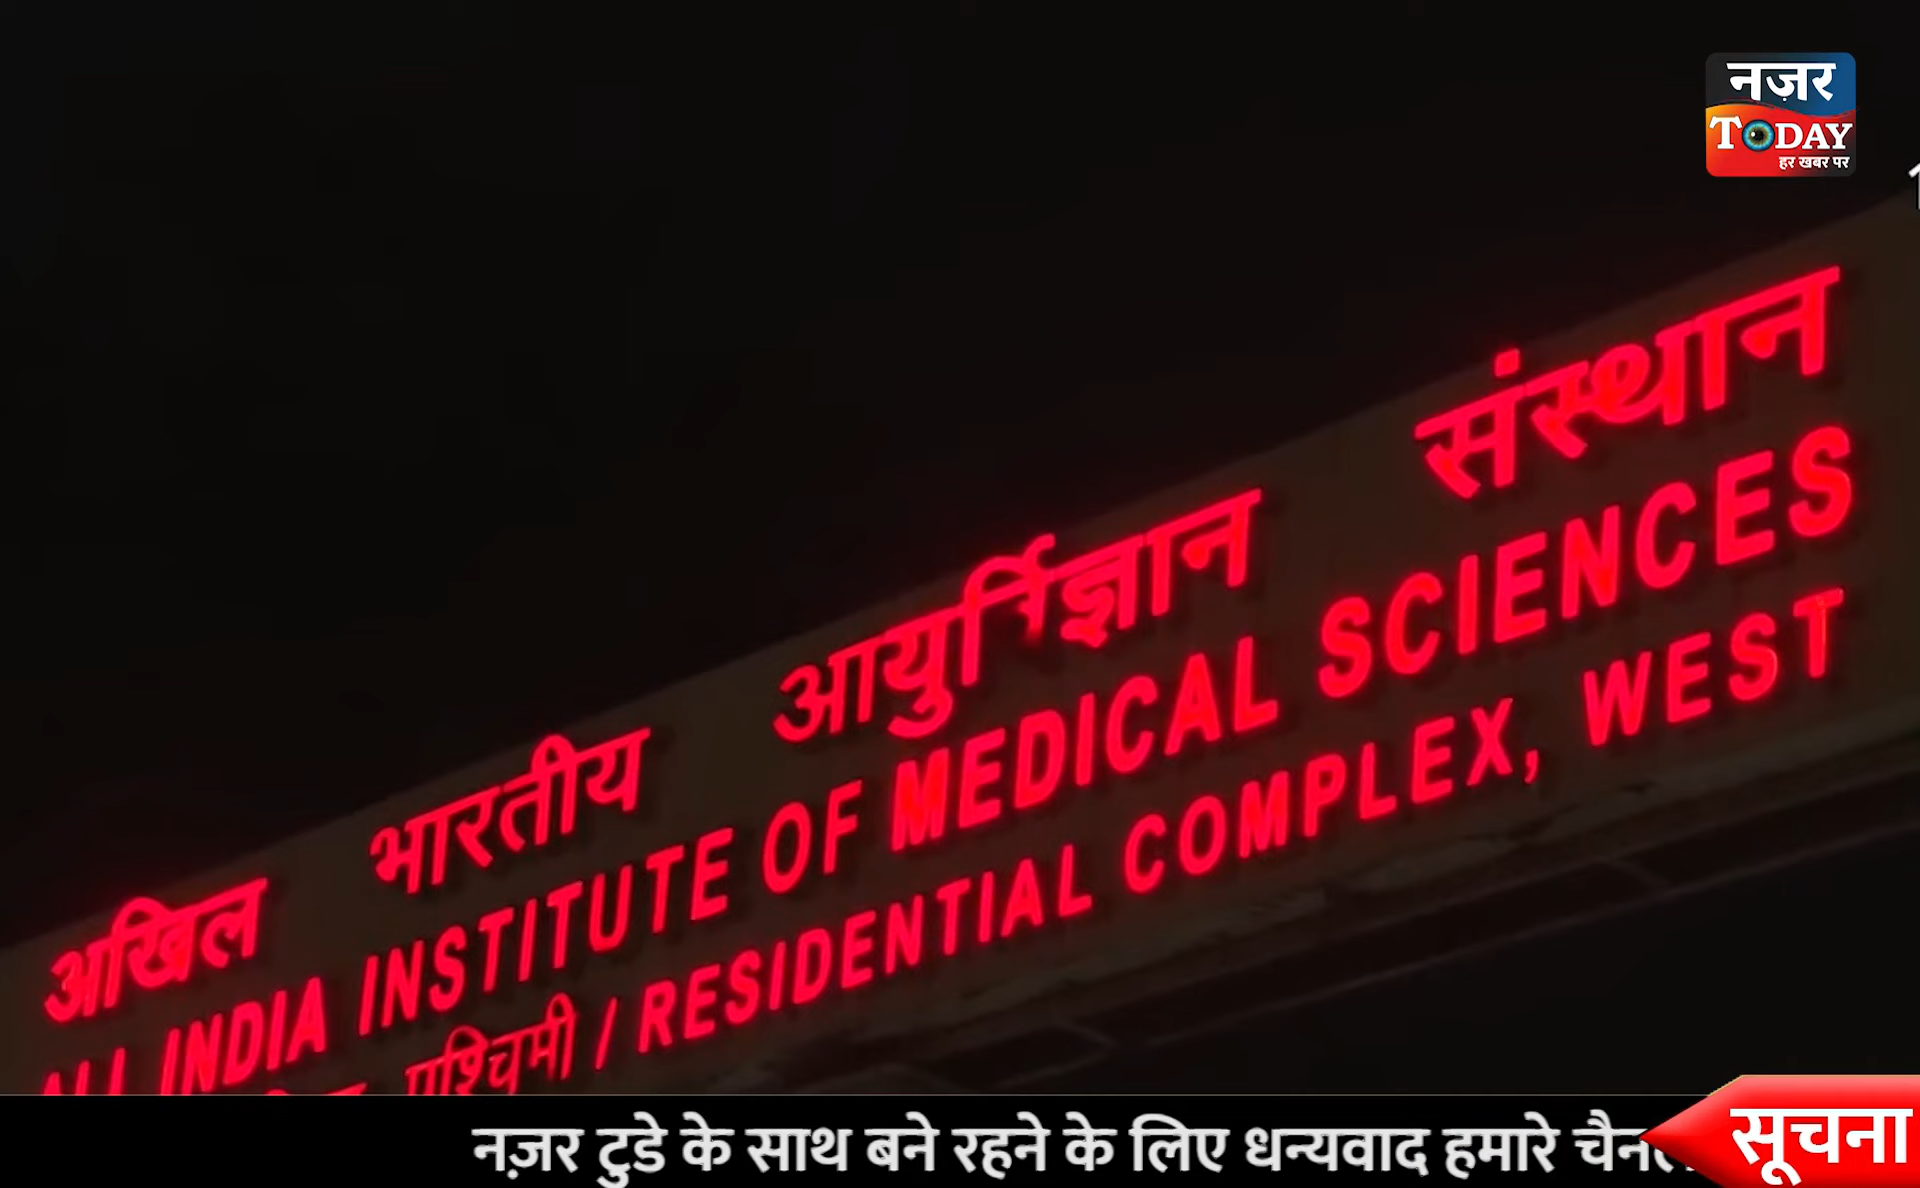 नज़र
TODAY
हर खबर पर
अखिल भारतीय आयुर्विज्ञान संस्थान
ALL INDIA INSTITUTE OF MEDICAL SCIENCES
पश्चिमी / RESIDENTIAL COMPLEX, WEST
नज़र टुडे के साथ बने रहने के लिए धन्यवाद हमारे
सूचना